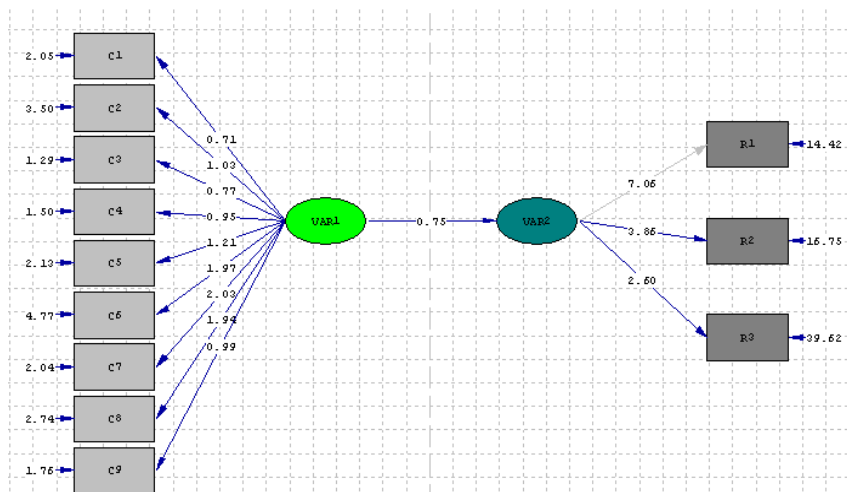 2.05 C1
3.50 C2
1.29 C3
1.50 C4
2.13 C5
4.77 C6
2.04 C7
2.74 C8
1.76 C9
0.71
1.03
0.77
0.95
1.21
1.97
2.03
1.94
0.99
VAR1
0.75
VAR2
7.06
3.86
2.60
R1 14.42
R2 16.75
R3 39.62